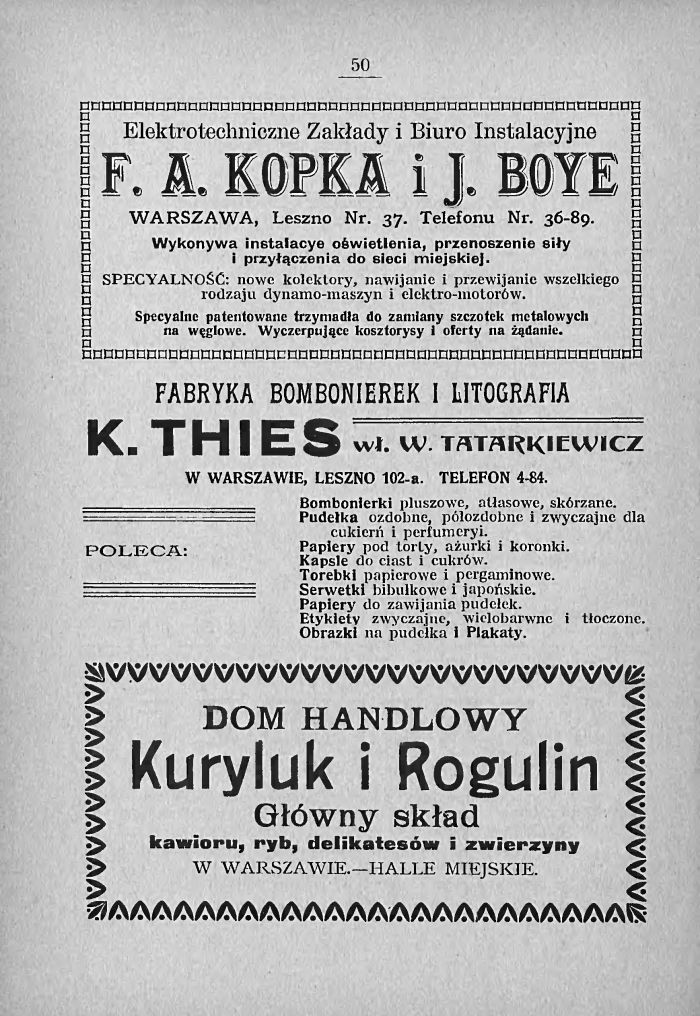 50
Elektrotechniczne Zakłady i Biuro Instalacyjne
F. A. KOPKA i J. BOYE
WARSZAWA, Leszno Nr. 37. Telefonu Nr. 36-89.
Wykonywa instalacye oświetlenia, przenoszenie siły
i przyłączenia do sieci miejskiej.
SPECYALNOŚĆ: nowe kolektory, nawijanie i przewijanie wszelkiego
rodzaju dynamo-maszyn i elektro-motorów.
Specyalne patentowane trzymadła do zamiany szczotek metalowych
na węglowe. Wyczerpujące kosztorysy i oferty na żądanie.
FABRYKA BOMBONIEREK I LITOGRAFIA
K. THIES wł. W. TATARKIEWICZ
W WARSZAWIE, LESZNO 102-a. TELEFON 4-84.
POLECA:
Bombonierki pluszowe, atłasowe, skórzane.
Pudełka ozdobne, półozdobne i zwyczajne dla
cukierń i perfumeryi.
Papiery pod torty, ażurki i koronki.
Kapsle do ciast i cukrów.
Torebki papierowe i pergaminowe.
Serwetki bibułkowe i japońskie.
Papiery do zawijania pudełek.
Etykiety zwyczajne, wielobarwne i tłoczone.
Obrazki na pudełka i Plakaty.
DOM HANDLOWY
Kuryluk i Rogulin
Główny skład
kawioru, ryb, delikatesów i zwierzyny
W WARSZAWIE.—HALLE MIEJSKIE.